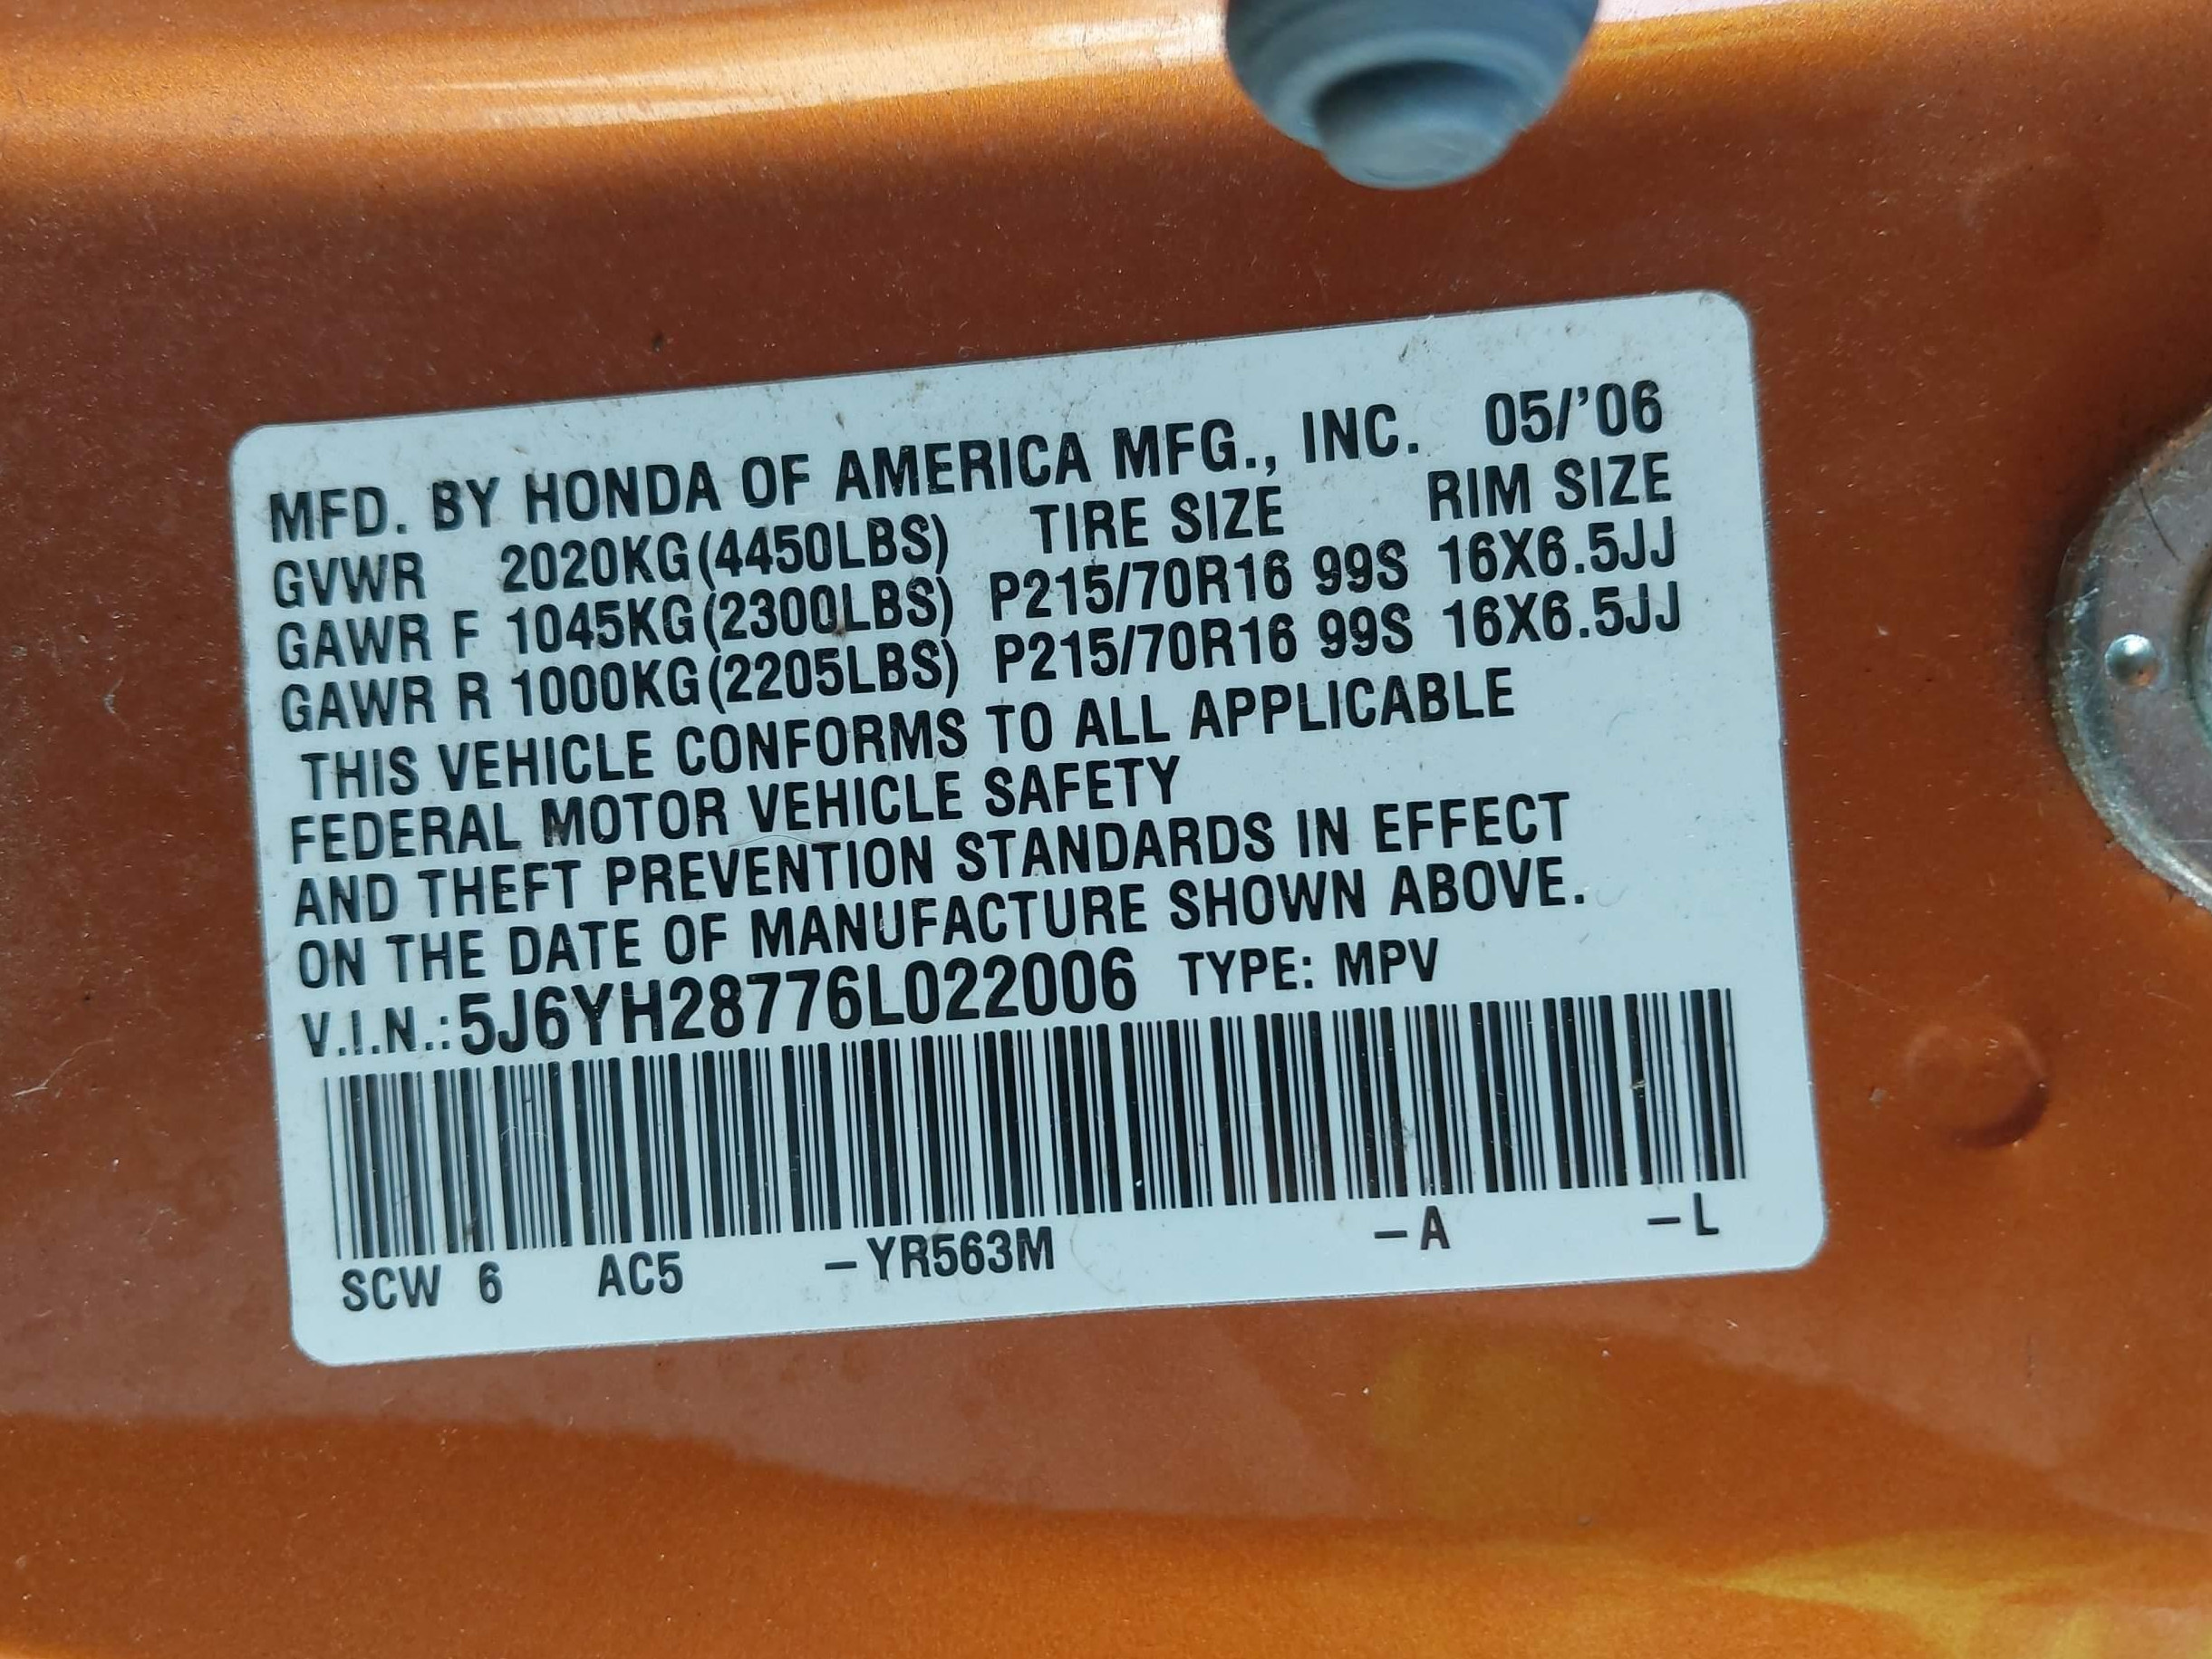 MFD. BY HONDA OF AMERICA MFG., INC. 05/'06
GVWR 2020KG(4450LBS) TIRE SIZE RIM SIZE
GAWR F 1045KG(2300LBS) P215/70R16 99S 16X6.5JJ
GAWR R 1000KG(2205LBS) P215/70R16 99S 16X6.5JJ
THIS VEHICLE CONFORMS TO ALL APPLICABLE
FEDERAL MOTOR VEHICLE SAFETY
AND THEFT PREVENTION STANDARDS IN EFFECT
ON THE DATE OF MANUFACTURE SHOWN ABOVE.
V.I.N.:5J6YH28776L022006 TYPE: MPV
SCW 6 AC5 –YR563M –A –L